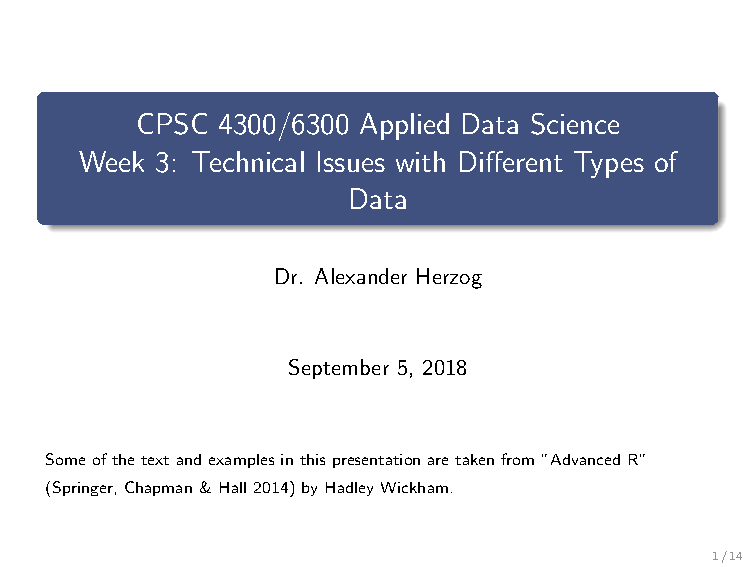 CPSC 4300/6300 Applied Data Science
Week 3: Technical Issues with Different Types of
Data
Dr. Alexander Herzog
September 5, 2018
Some of the text and examples in this presentation are taken from "Advanced R"
(Springer, Chapman & Hall 2014) by Hadley Wickham.
1 / 14